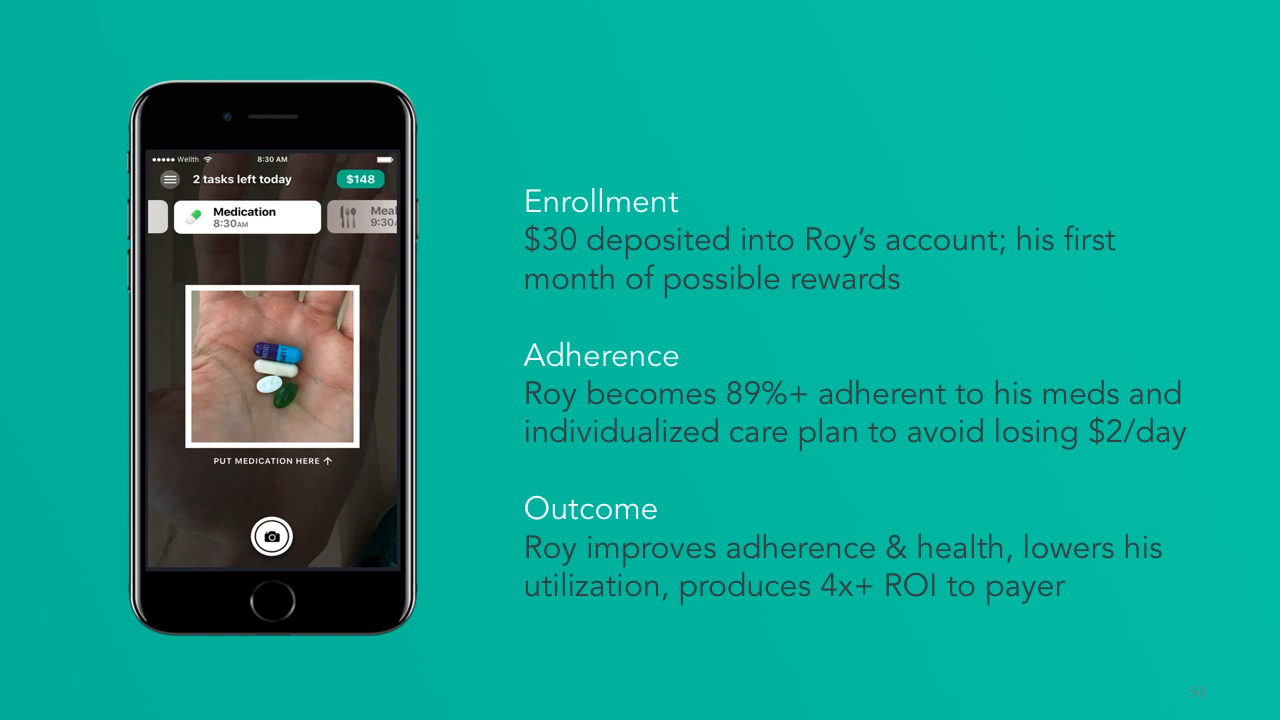 ●●●●● Wellth 8:30 AM
2 tasks left today $148
Medication
8:30AM
Meal
9:30A
PUT MEDICATION HERE ↑
Enrollment
$30 deposited into Roy’s account; his first
month of possible rewards
Adherence
Roy becomes 89%+ adherent to his meds and
individualized care plan to avoid losing $2/day
Outcome
Roy improves adherence & health, lowers his
utilization, produces 4x+ ROI to payer